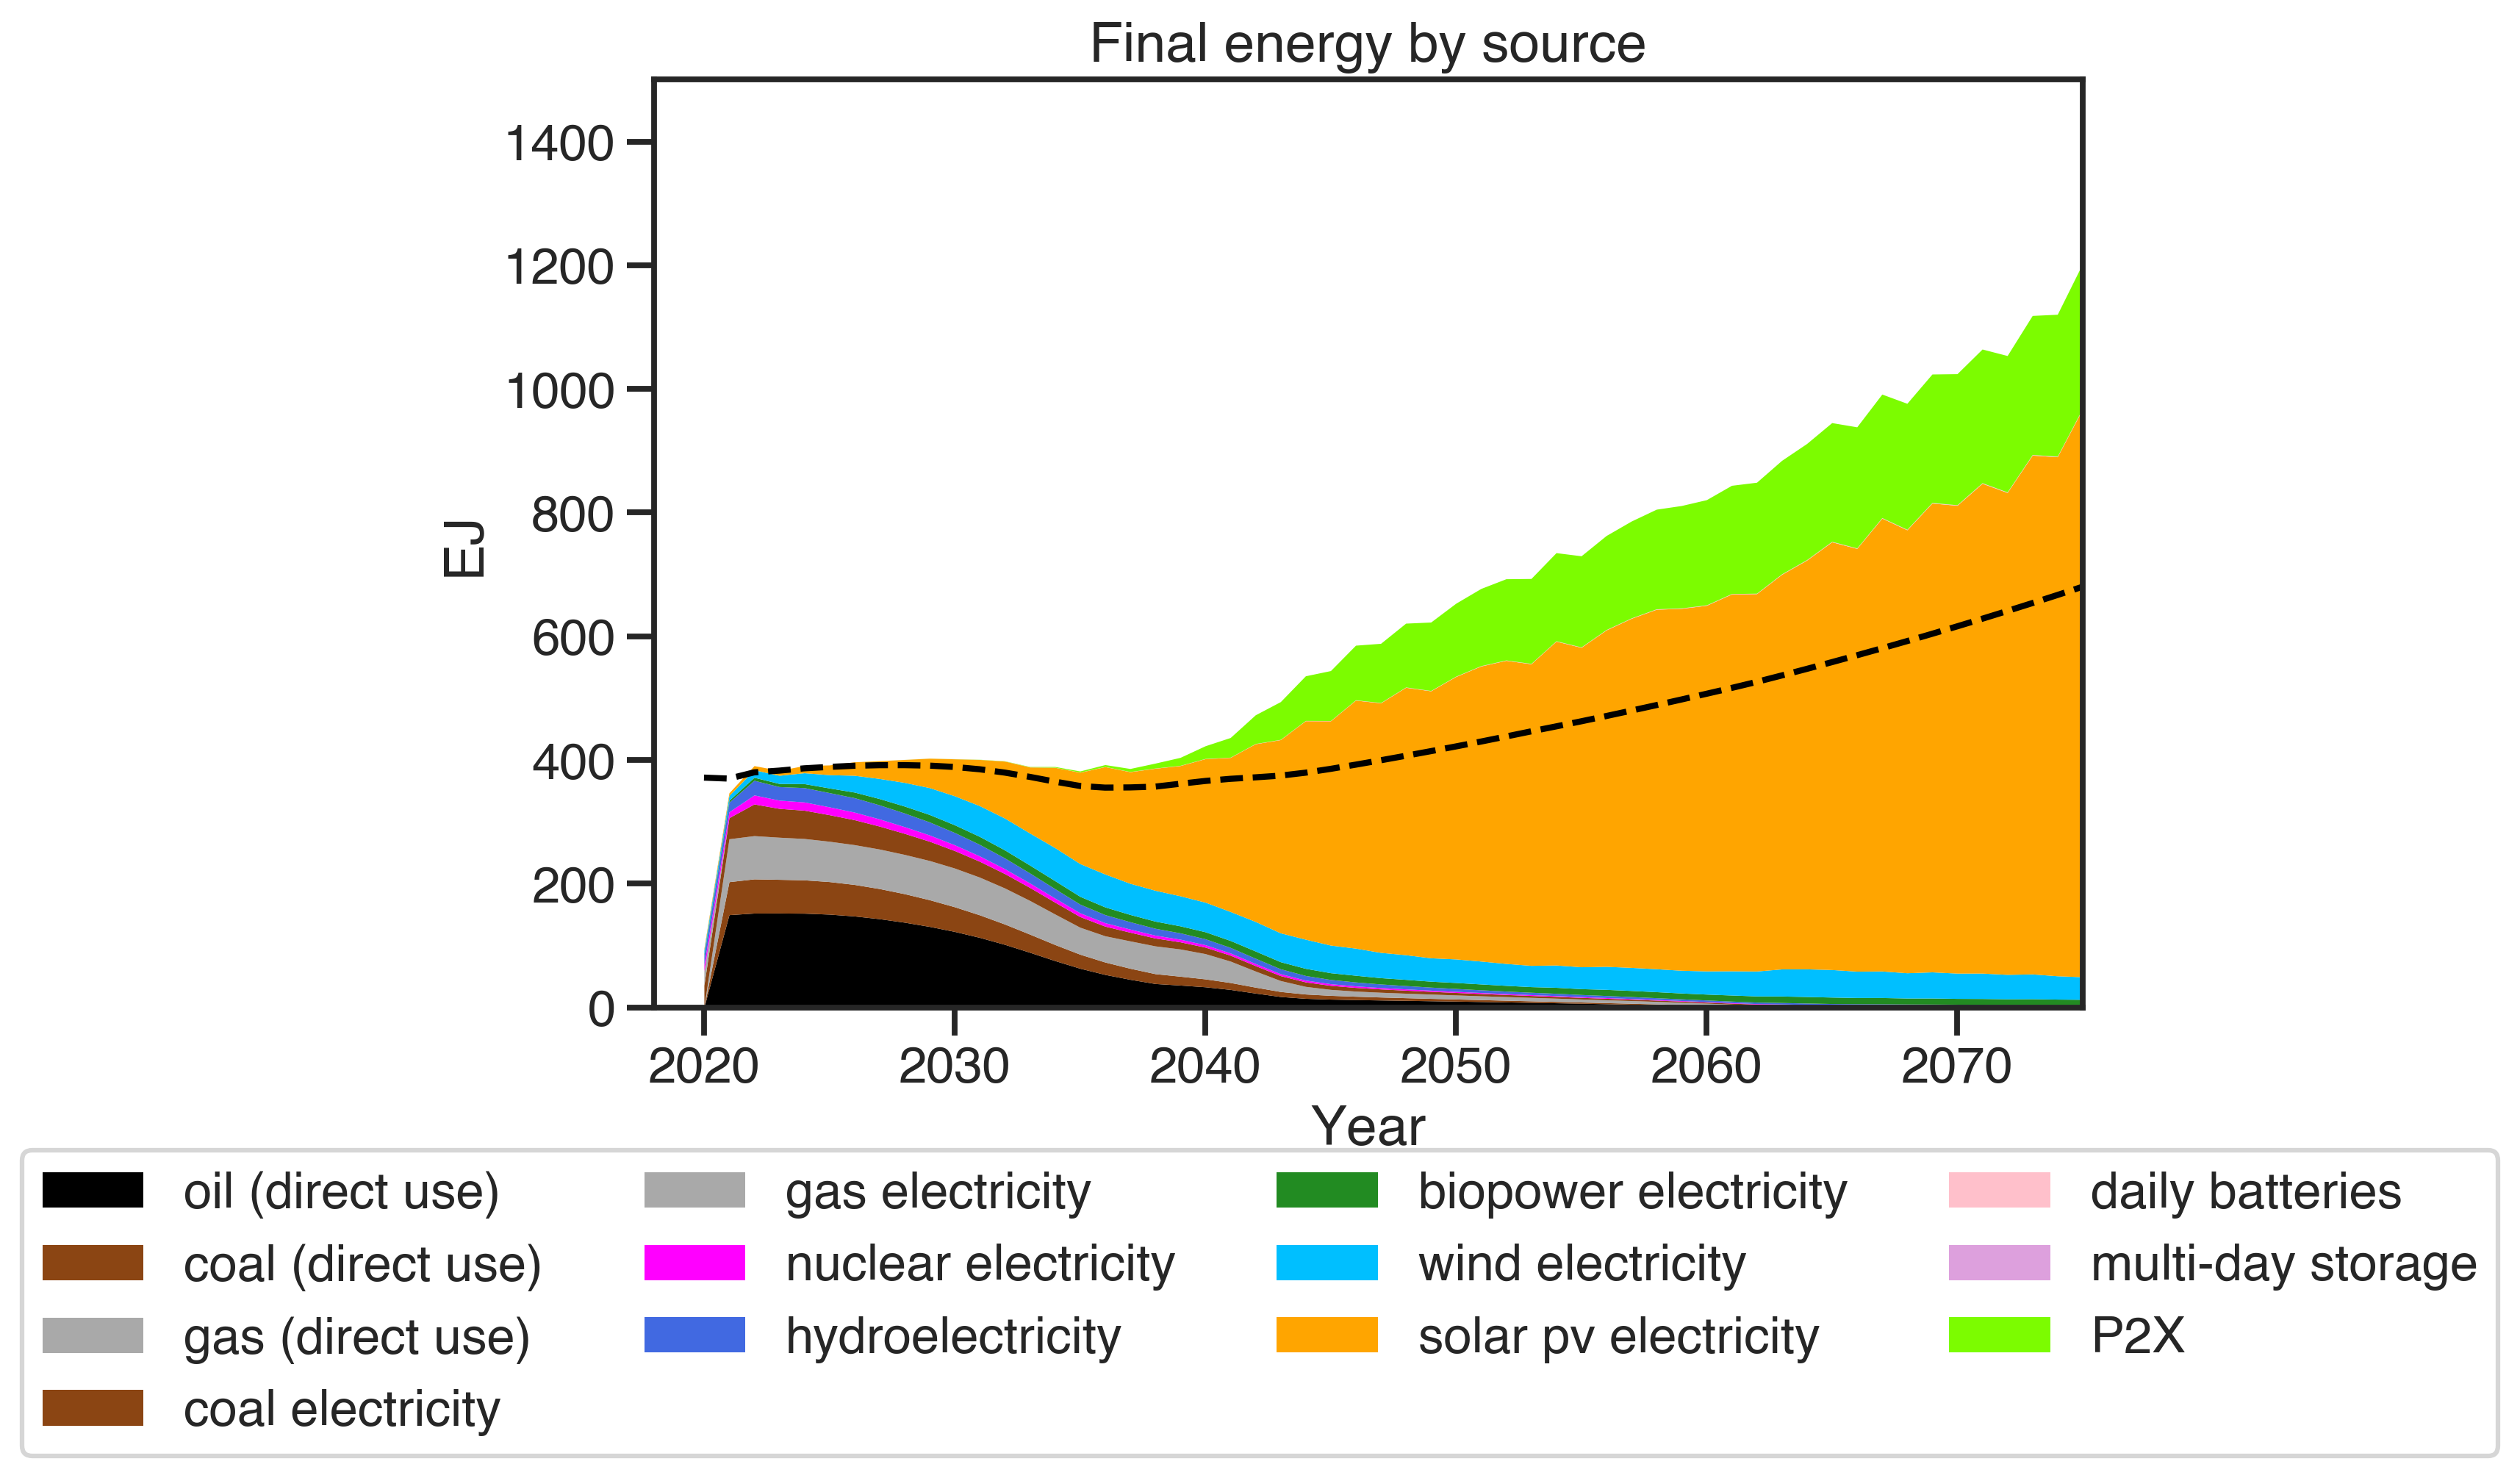 Final energy by source
1400
1200
1000
800
600
400
200
0
EJ
2020 2030 2040 2050 2060 2070
Year
oil (direct use)
coal (direct use)
gas (direct use)
coal electricity
gas electricity
nuclear electricity
hydroelectricity
biopower electricity
wind electricity
solar pv electricity
daily batteries
multi-day storage
P2X